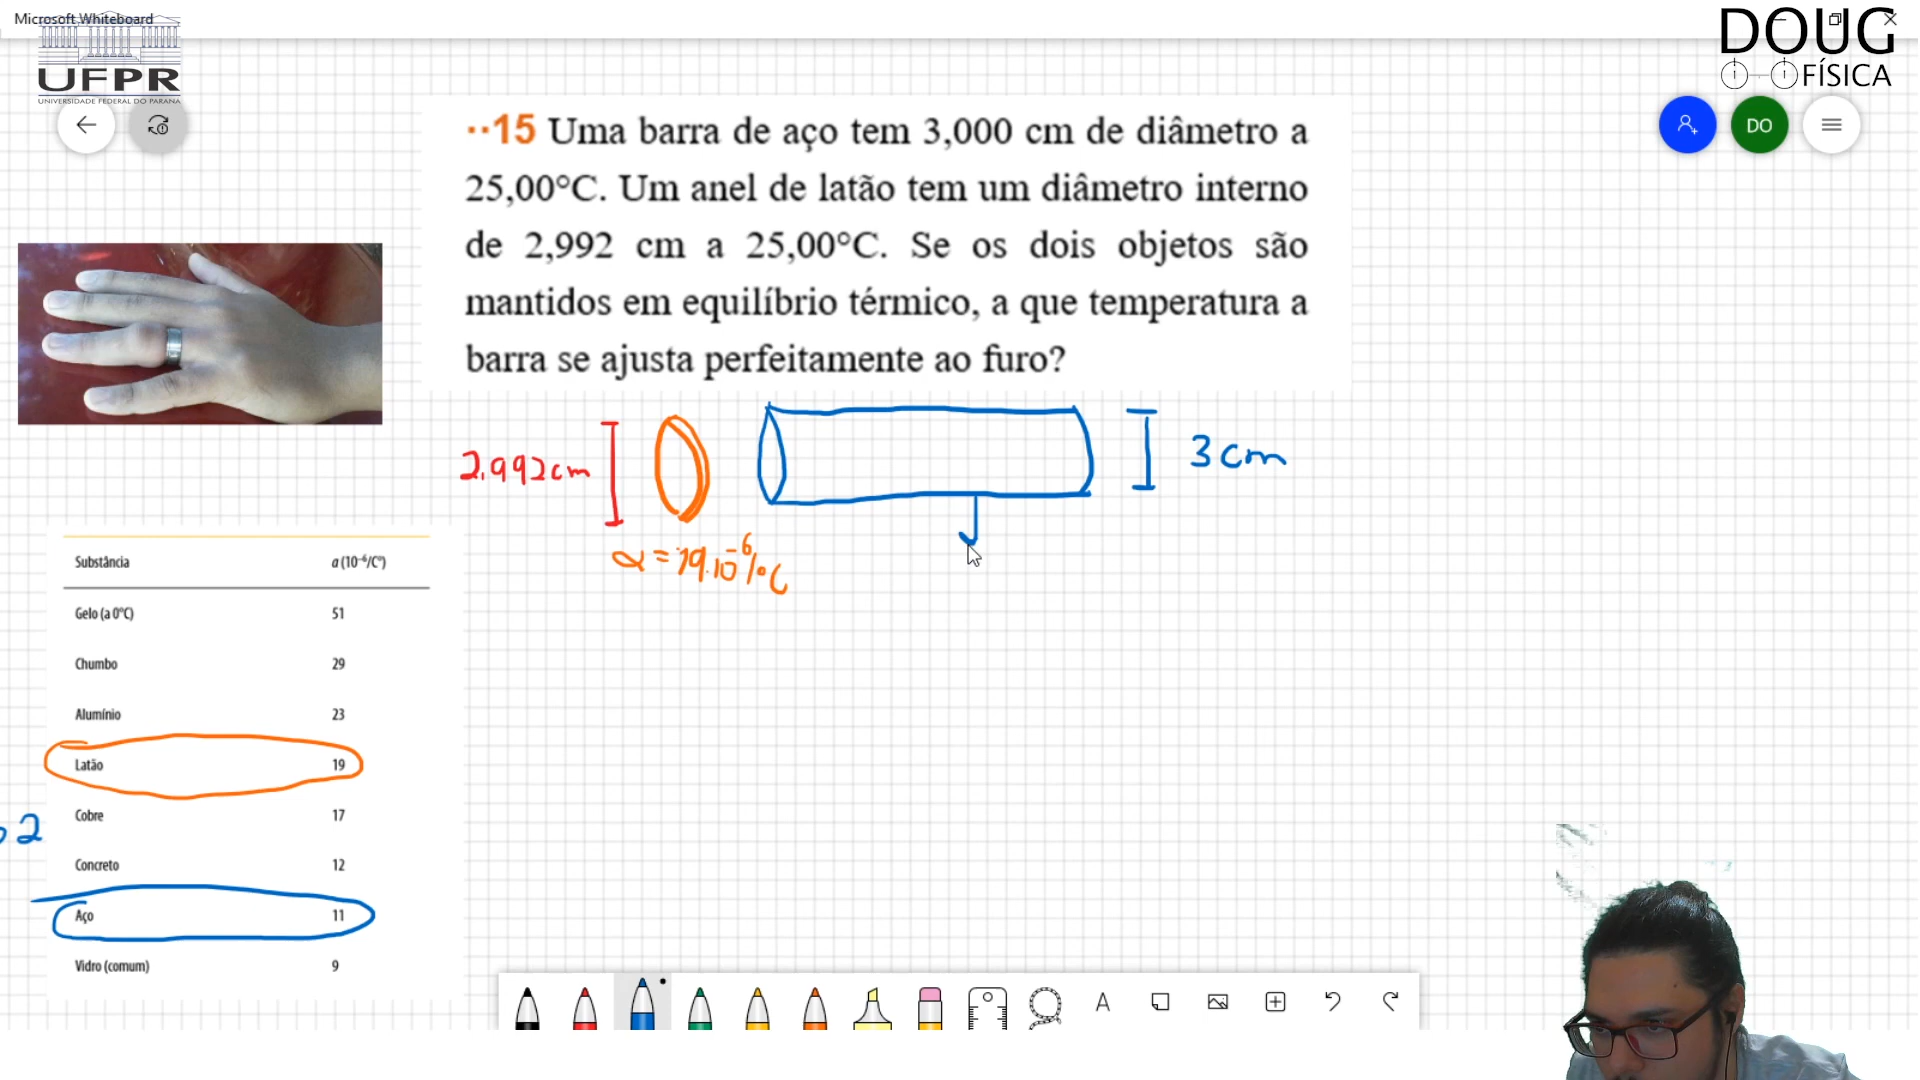 Microsoft Whiteboard
UFPR
UNIVERSIDADE FEDERAL DO PARANÁ
DOUG
FÍSICA
DO
··15 Uma barra de aço tem 3,000 cm de diâmetro a
25,00°C. Um anel de latão tem um diâmetro interno
de 2,992 cm a 25,00°C. Se os dois objetos são
mantidos em equilíbrio térmico, a que temperatura a
barra se ajusta perfeitamente ao furo?
2,992cm
3 cm
α = 19.10⁻⁶/°C
Substância α (10⁻⁶/C°)
Gelo (a 0°C) 51
Chumbo 29
Alumínio 23
Latão 19
Cobre 17
2
Concreto 12
Aço 11
Vidro (comum) 9
A